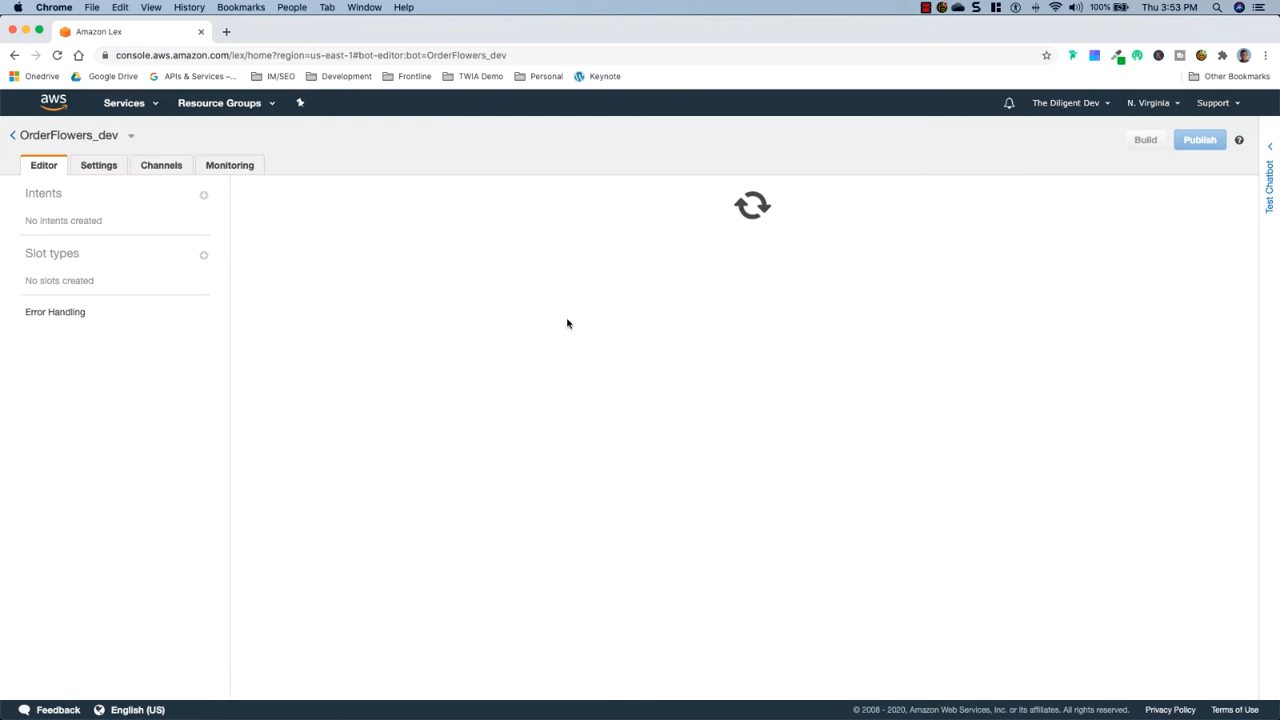 Chrome File Edit View History Bookmarks People Tab Window Help 100% Thu 3:53 PM
Amazon Lex
console.aws.amazon.com/lex/home?region=us-east-1#bot-editor:bot=OrderFlowers_dev
Onedrive Google Drive APIs & Services –... IM/SEO Development Frontline TWIA Demo Personal Keynote Other Bookmarks
aws Services Resource Groups The Diligent Dev N. Virginia Support
OrderFlowers_dev Build Publish
Editor Settings Channels Monitoring
Test Chatbot
Intents
No intents created
Slot types
No slots created
Error Handling
Feedback English (US) © 2008 - 2020, Amazon Web Services, Inc. or its affiliates. All rights reserved. Privacy Policy Terms of Use